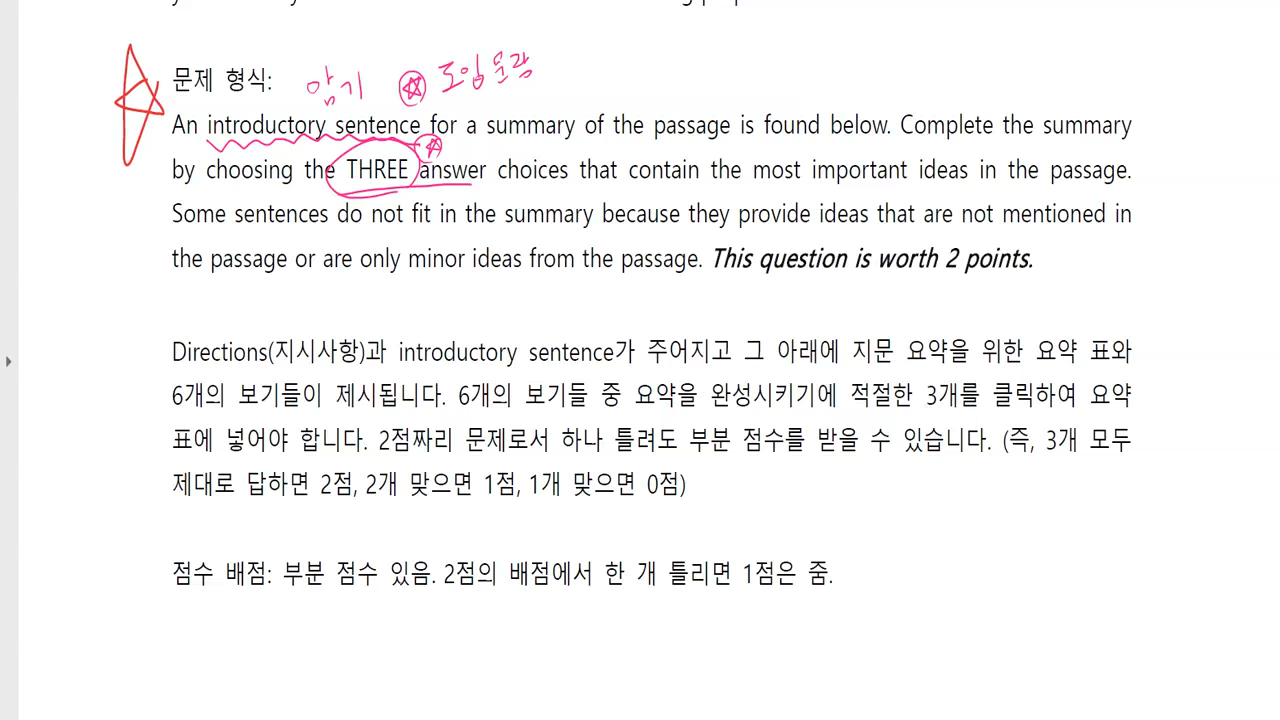 문제 형식: 암기 도입문장
An introductory sentence for a summary of the passage is found below. Complete the summary
by choosing the THREE answer choices that contain the most important ideas in the passage.
Some sentences do not fit in the summary because they provide ideas that are not mentioned in
the passage or are only minor ideas from the passage. This question is worth 2 points.
Directions(지시사항)과 introductory sentence가 주어지고 그 아래에 지문 요약을 위한 요약 표와
6개의 보기들이 제시됩니다. 6개의 보기들 중 요약을 완성시키기에 적절한 3개를 클릭하여 요약
표에 넣어야 합니다. 2점짜리 문제로서 하나 틀려도 부분 점수를 받을 수 있습니다. (즉, 3개 모두
제대로 답하면 2점, 2개 맞으면 1점, 1개 맞으면 0점)
점수 배점: 부분 점수 있음. 2점의 배점에서 한 개 틀리면 1점은 줌.